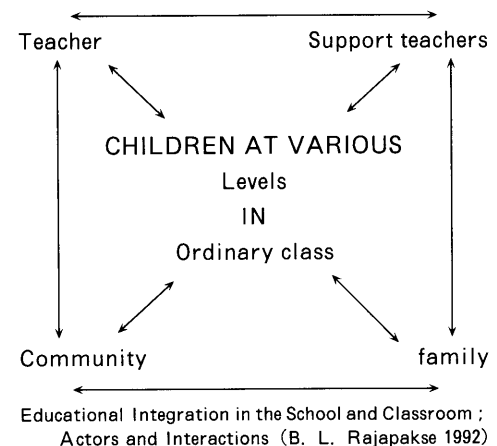 Teacher Support teachers
CHILDREN AT VARIOUS
Levels
IN
Ordinary class
Community family
Educational Integration in the School and Classroom ;
Actors and Interactions (B. L. Rajapakse 1992)